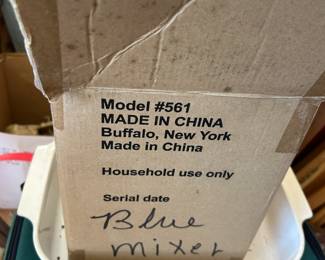 Model #561
MADE IN CHINA
Buffalo, New York
Made in China
Household use only
Serial date
Blue
mixer